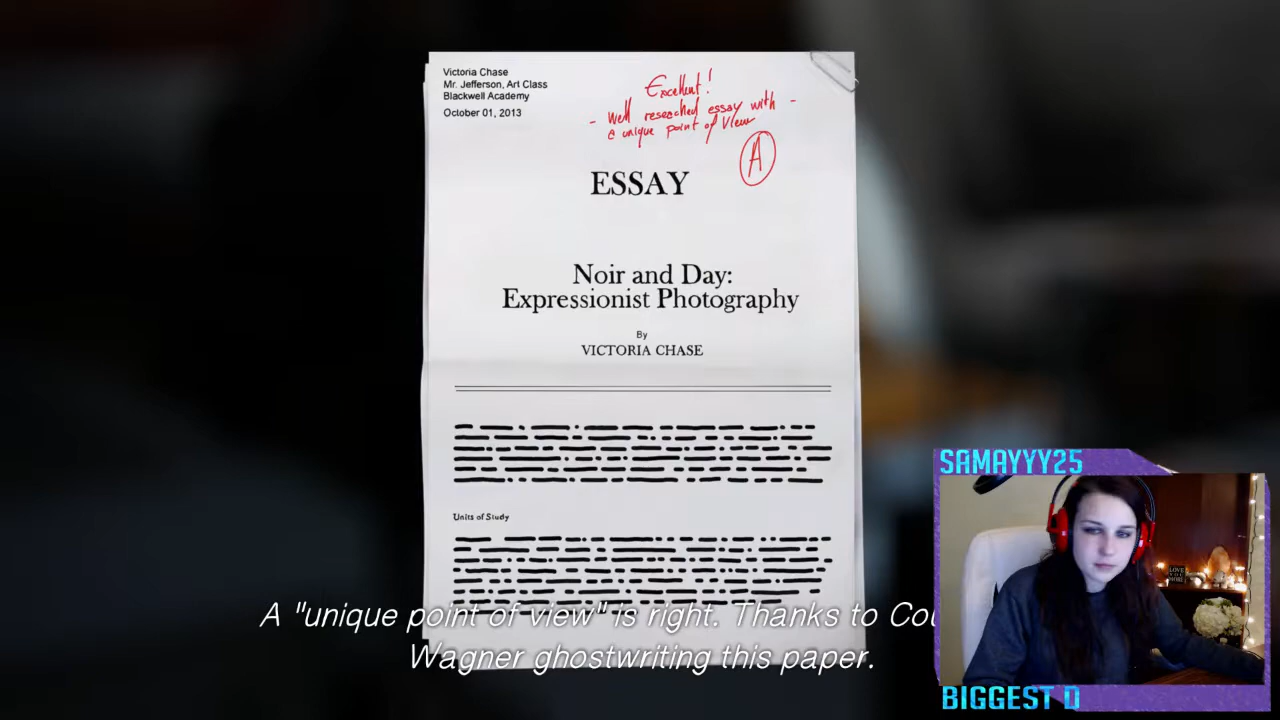 Victoria Chase
Mr. Jefferson, Art Class
Blackwell Academy
October 01, 2013
Excellent!
- Well reseached essay with -
a unique point of View
A
ESSAY
Noir and Day:
Expressionist Photography
By
VICTORIA CHASE
Units of Study
A "unique point of view" is right. Thanks to Cou
Wagner ghostwriting this paper.
SAMAYYY25
BIGGEST D